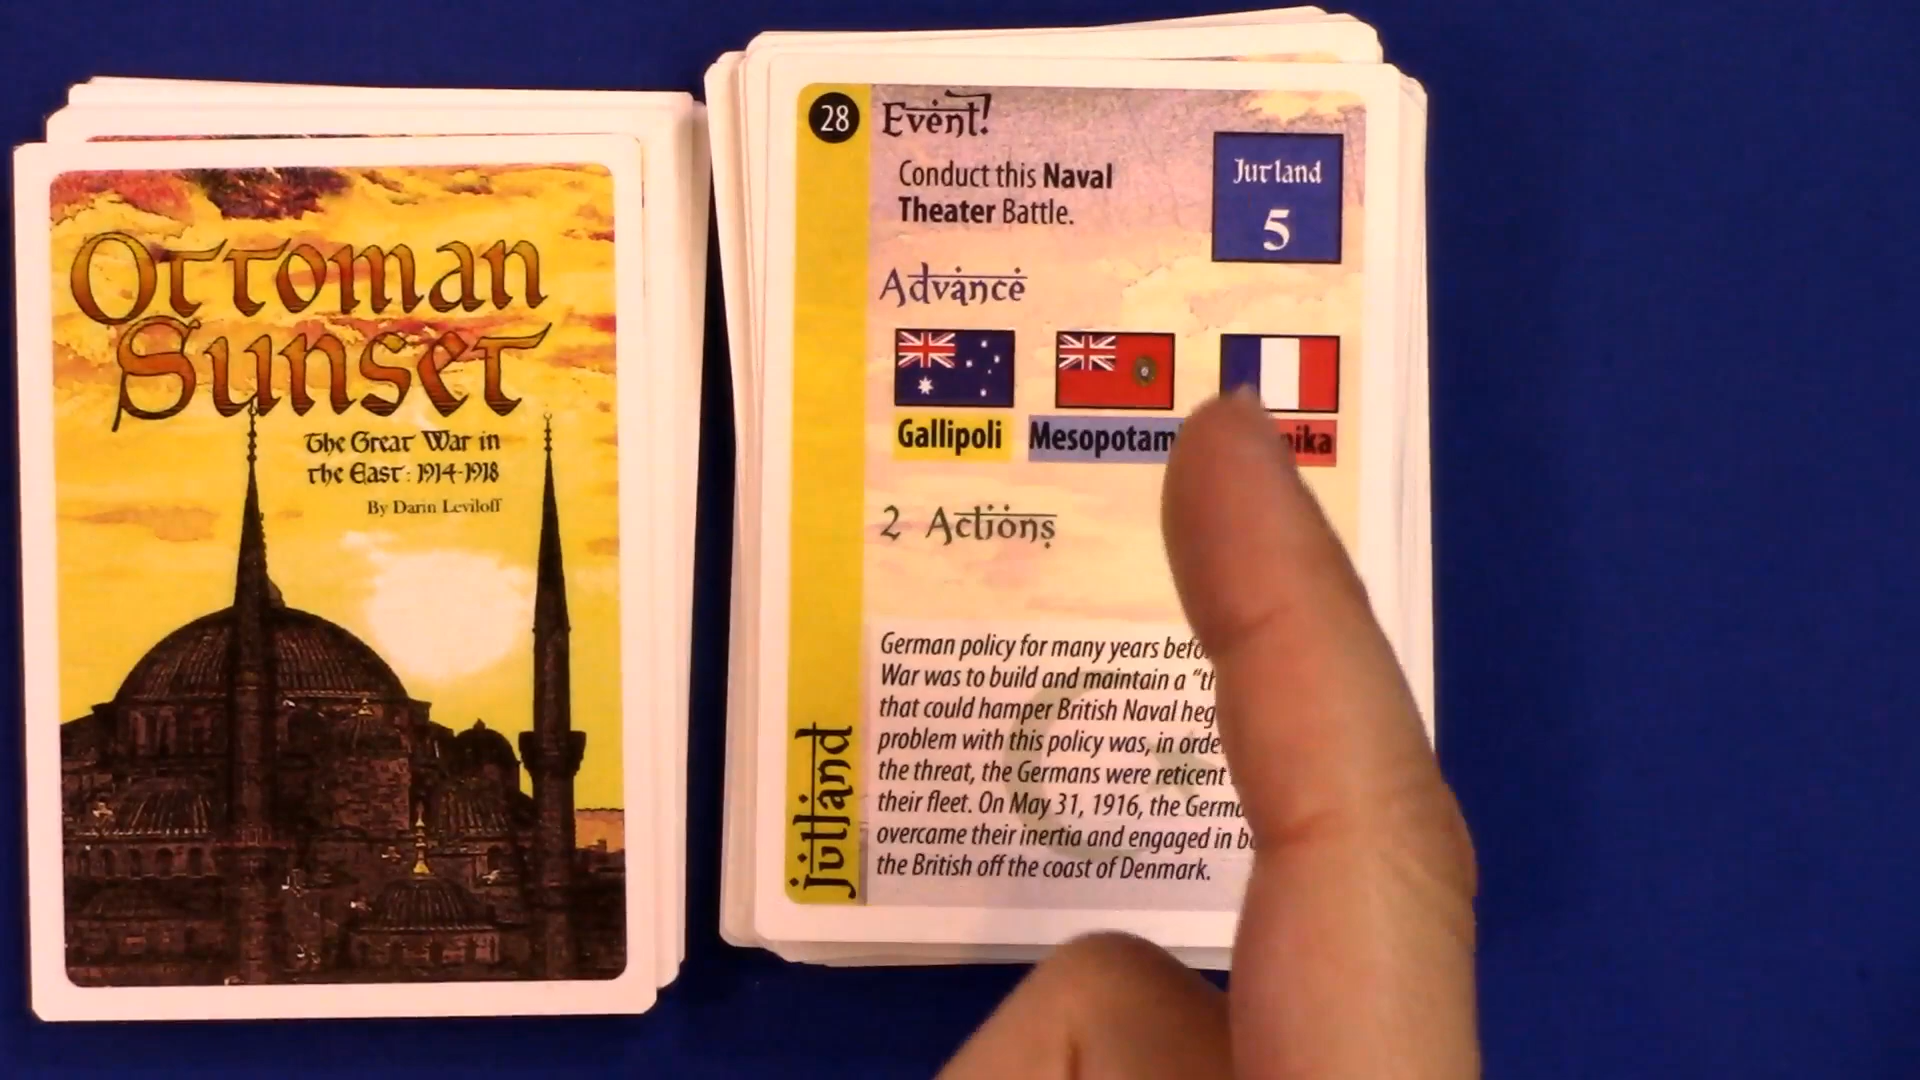 Ottoman
Sunset
The Great War in
the East: 1914-1918
By Darin Leviloff
28
Event!
Conduct this Naval
Theater Battle.
Jutland
5
Advance
Gallipoli
2 Actions
German policy for many years
War was to build and maintain a
that could hamper British Naval
problem with this policy was, in
the threat, the Germans were reticent
their fleet. On May 31, 1916, the
overcame their inertia and engaged in
the British off the coast of Denmark.
Jutland